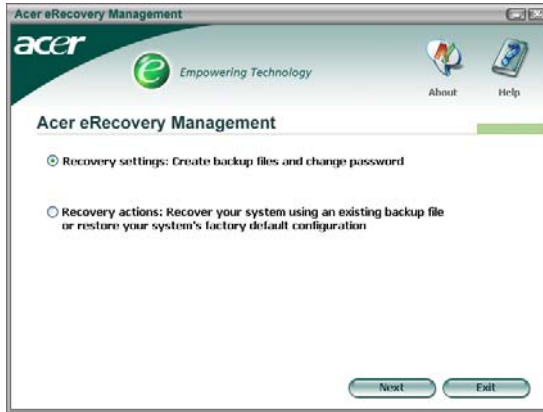 Acer eRecovery Management
acer
e Empowering Technology
About
Help
Acer eRecovery Management
Recovery settings: Create backup files and change password
Recovery actions: Recover your system using an existing backup file
or restore your system's factory default configuration
Next
Exit